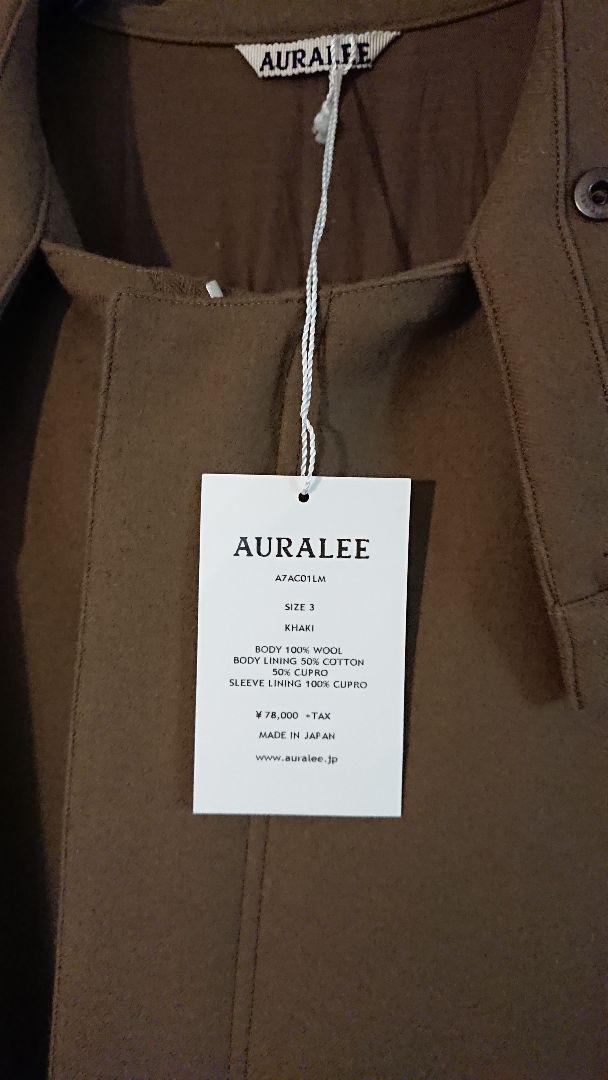 AURALEE
AURALEE
A7AC01LM
SIZE 3
KHAKI
BODY 100% WOOL
BODY LINING 50% COTTON
50% CUPRO
SLEEVE LINING 100% CUPRO
¥78,000 +TAX
MADE IN JAPAN
www.auralee.jp